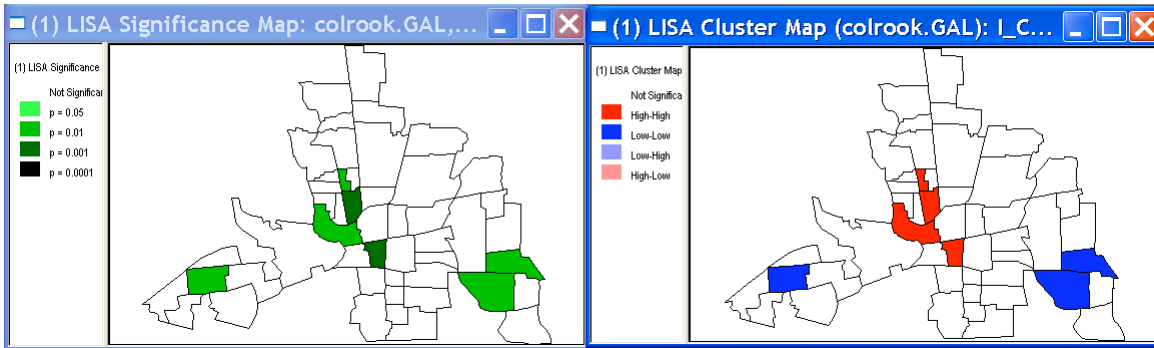 (1) LISA Significance Map: colrook.GAL,...
(1) LISA Significance
Not Significa
p = 0.05
p = 0.01
p = 0.001
p = 0.0001
(1) LISA Cluster Map (colrook.GAL): I_C...
(1) LISA Cluster Map
Not Significa
High-High
Low-Low
Low-High
High-Low